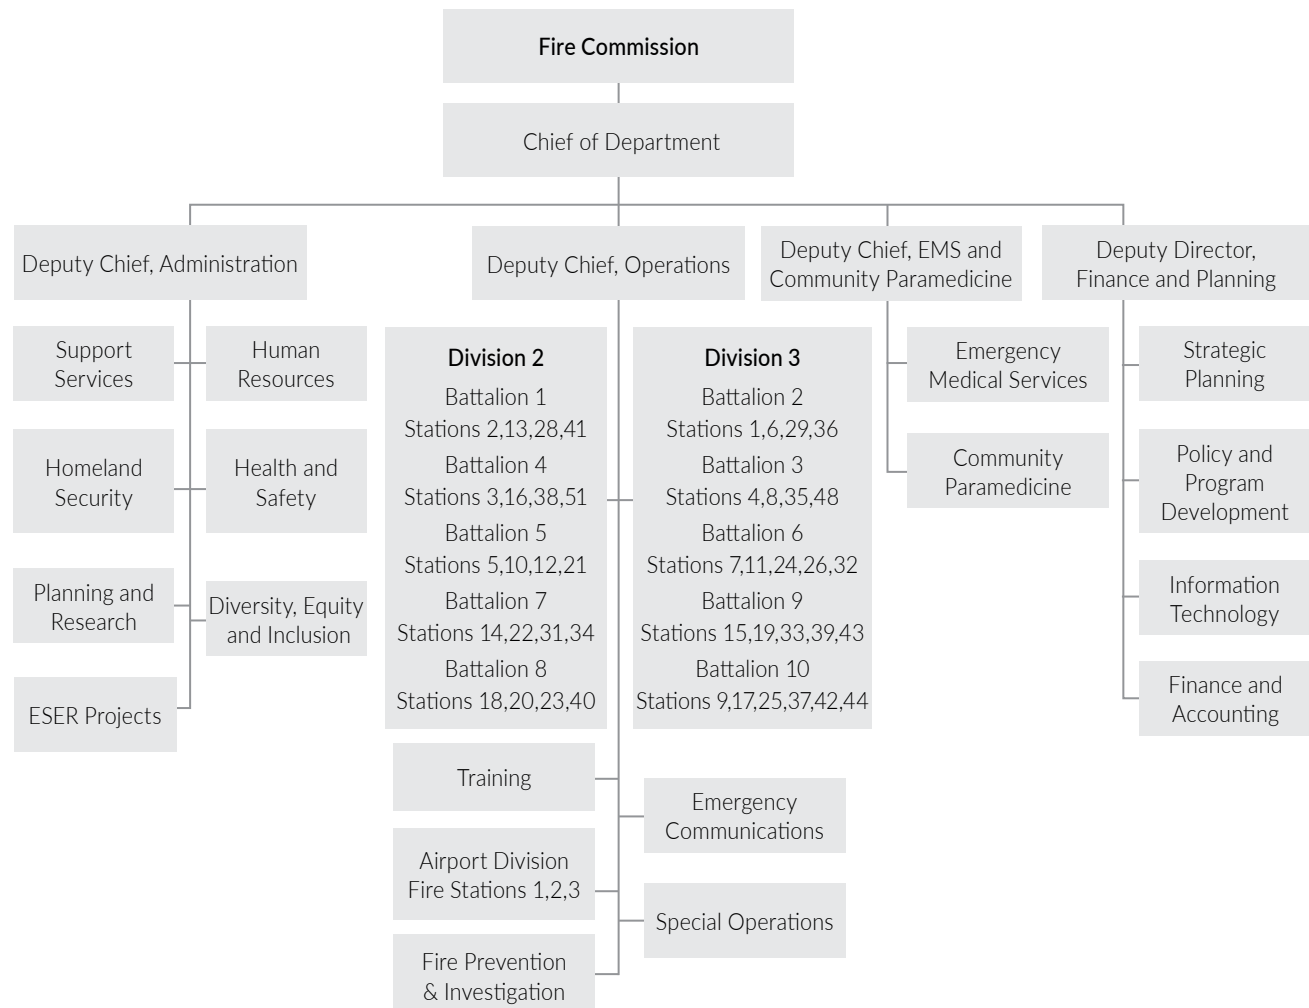 Fire Commission
Chief of Department
Deputy Chief, Administration
Support
Services
Human
Resources
Homeland
Security
Health and
Safety
Planning and
Research
Diversity, Equity
and Inclusion
ESER Projects
Deputy Chief, Operations
Division 2
Battalion 1
Stations 2,13,28,41
Battalion 4
Stations 3,16,38,51
Battalion 5
Stations 5,10,12,21
Battalion 7
Stations 14,22,31,34
Battalion 8
Stations 18,20,23,40
Division 3
Battalion 2
Stations 1,6,29,36
Battalion 3
Stations 4,8,35,48
Battalion 6
Stations 7,11,24,26,32
Battalion 9
Stations 15,19,33,39,43
Battalion 10
Stations 9,17,25,37,42,44
Training
Emergency
Communications
Airport Division
Fire Stations 1,2,3
Special Operations
Fire Prevention
& Investigation
Deputy Chief, EMS and
Community Paramedicine
Emergency
Medical Services
Community
Paramedicine
Deputy Director,
Finance and Planning
Strategic
Planning
Policy and
Program
Development
Information
Technology
Finance and
Accounting